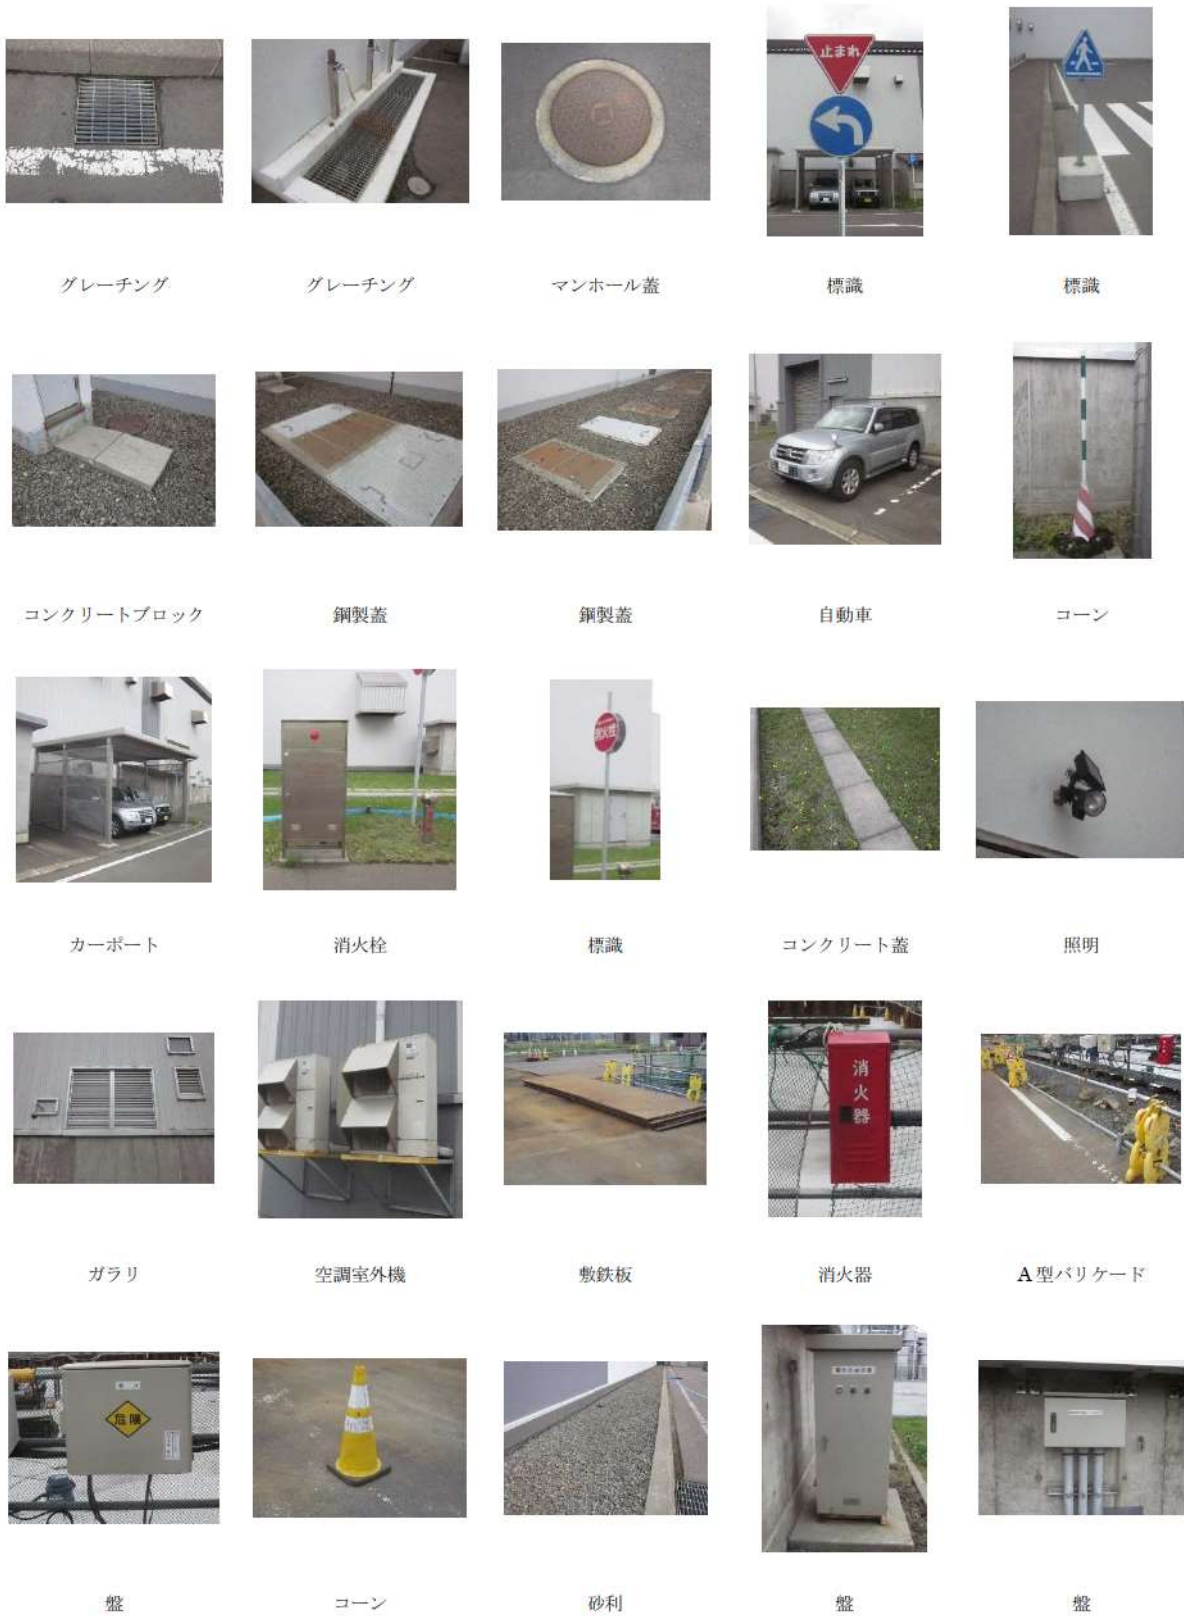 止まれ
グレーチング
グレーチング
マンホール蓋
標識
標識
コンクリートブロック
鋼製蓋
鋼製蓋
自動車
コーン
消火栓
カーポート
消火栓
標識
コンクリート蓋
照明
消火器
ガラリ
空調室外機
敷鉄板
消火器
A型バリケード
危険
盤
コーン
砂利
盤
盤